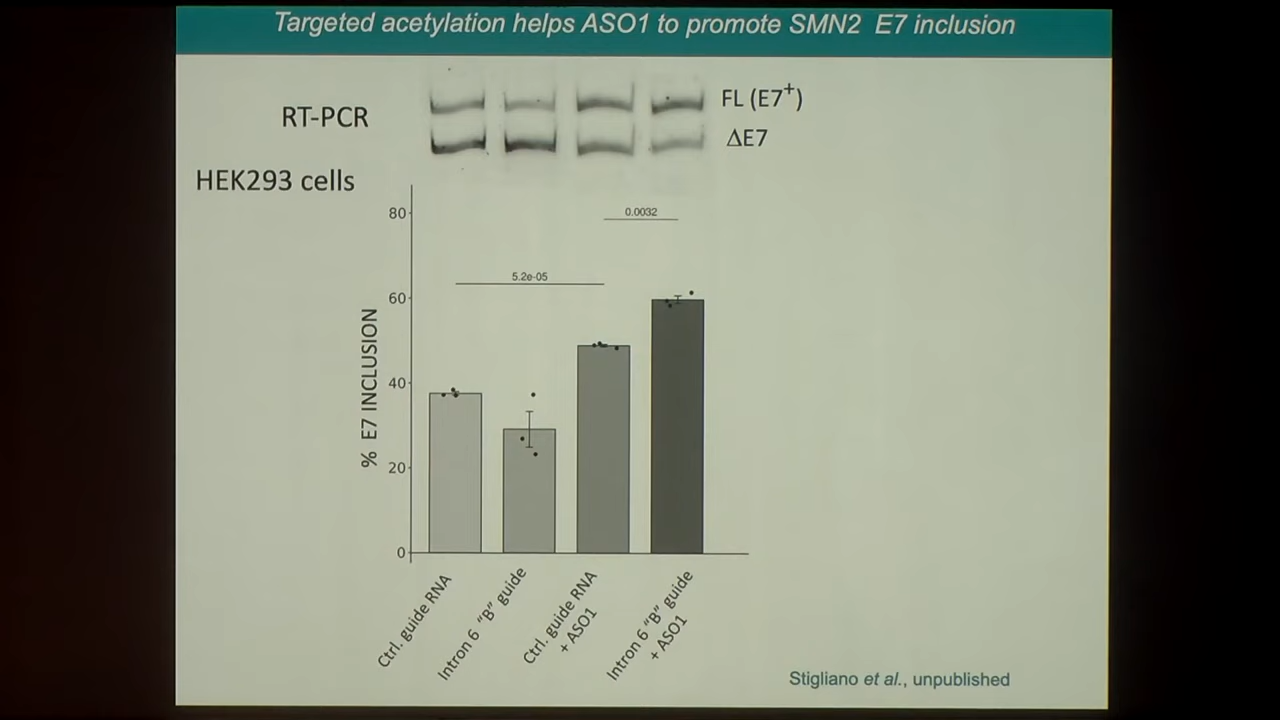 Targeted acetylation helps ASO1 to promote SMN2 E7 inclusion
RT-PCR
FL (E7⁺)
ΔE7
HEK293 cells
80
0.0032
5.2e-05
60
% E7 INCLUSION
40
20
0
Ctrl. guide RNA
Intron 6 "B" guide
Ctrl. guide RNA
+ ASO1
Intron 6 "B" guide
+ ASO1
Stigliano et al., unpublished